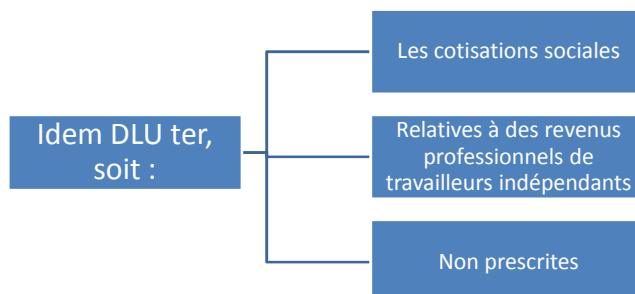 Idem DLU ter,
soit :
Les cotisations sociales
Relatives à des revenus
professionnels de
travailleurs indépendants
Non prescrites